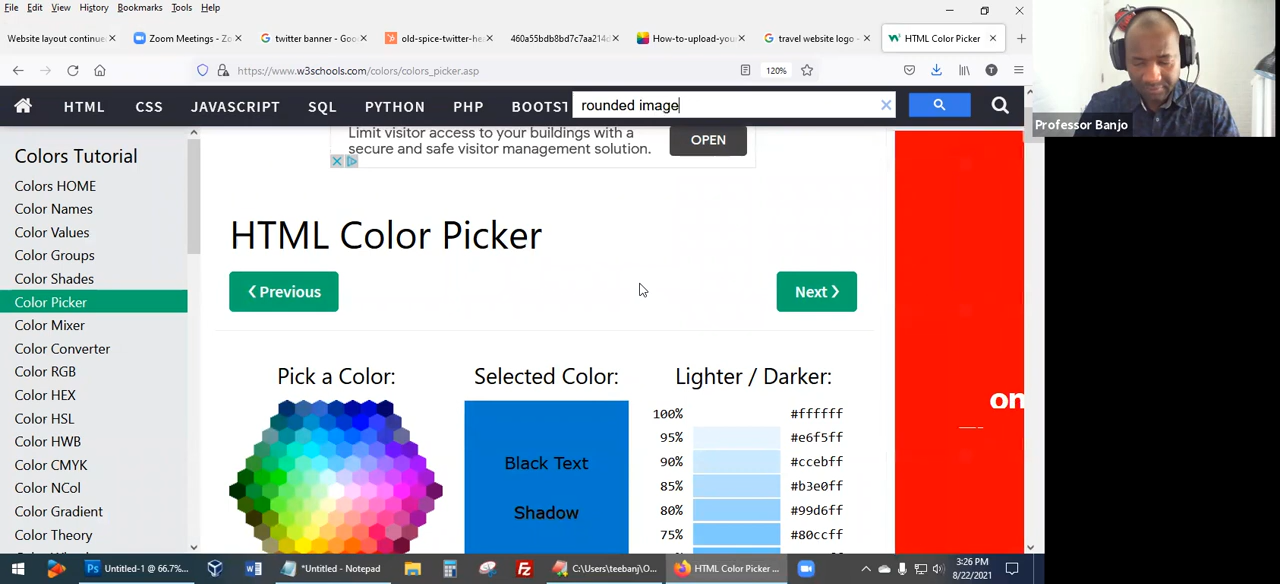 File Edit View History Bookmarks Tools Help
Website layout continue
Zoom Meetings - Zo
twitter banner - Goo
old-spice-twitter-he
460a55bdb8bd7c7aa214c
How-to-upload-you
travel website logo -
HTML Color Picker
https://www.w3schools.com/colors/colors_picker.asp
120%
T
HTML CSS JAVASCRIPT SQL PYTHON PHP BOOTST
rounded image
Professor Banjo
Limit visitor access to your buildings with a
secure and safe visitor management solution.
OPEN
Colors Tutorial
Colors HOME
Color Names
Color Values
Color Groups
Color Shades
Color Picker
Color Mixer
Color Converter
Color RGB
Color HEX
Color HSL
Color HWB
Color CMYK
Color NCol
Color Gradient
Color Theory
HTML Color Picker
❮ Previous
Next ❯
Pick a Color:
Selected Color:
Black Text
Shadow
Lighter / Darker:
100% #ffffff
95% #e6f5ff
90% #ccebff
85% #b3e0ff
80% #99d6ff
75% #80ccff
on
Untitled-1 @ 66.7%...
*Untitled - Notepad
C:\Users\teebanj\O...
HTML Color Picker ...
3:26 PM
8/22/2021